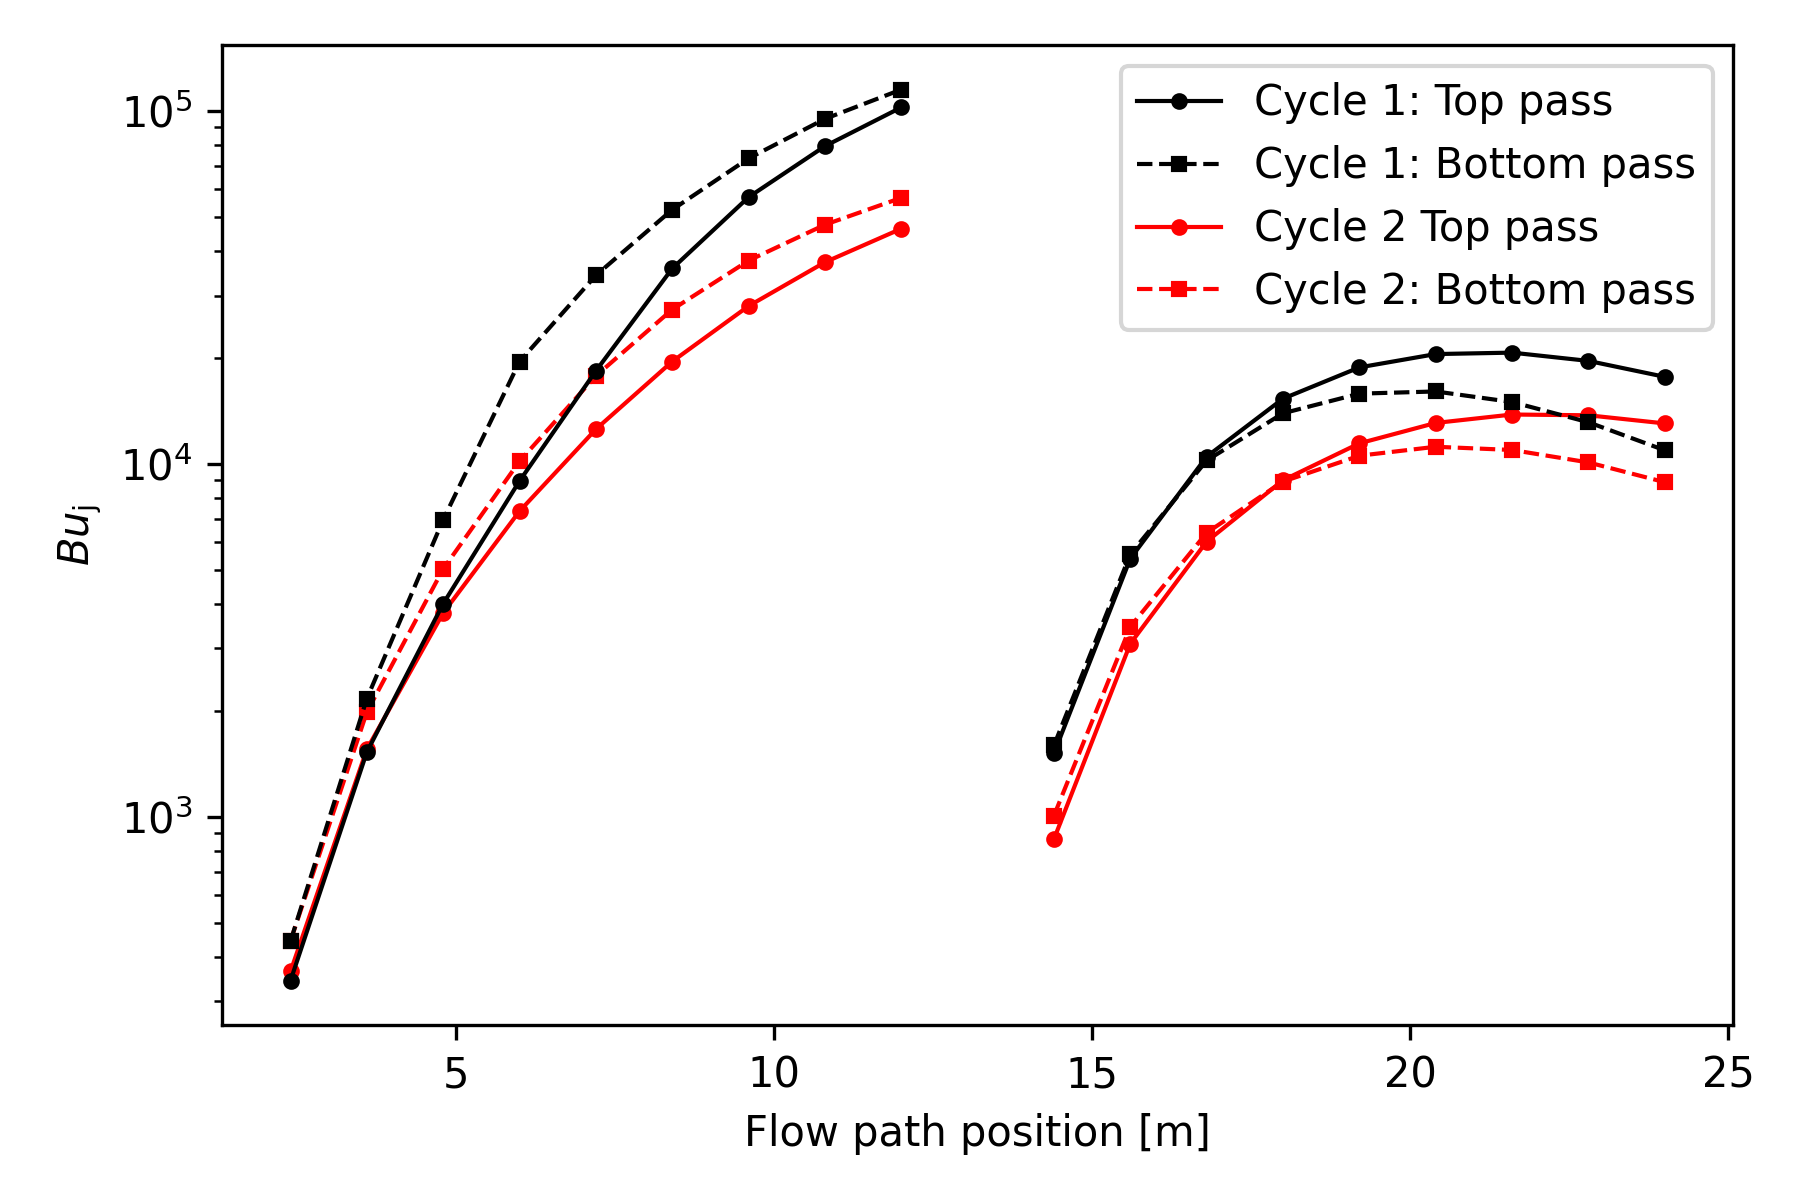 10⁵
10⁴
10³
Buⱼ
5 10 15 20 25
Flow path position [m]
Cycle 1: Top pass
Cycle 1: Bottom pass
Cycle 2 Top pass
Cycle 2: Bottom pass